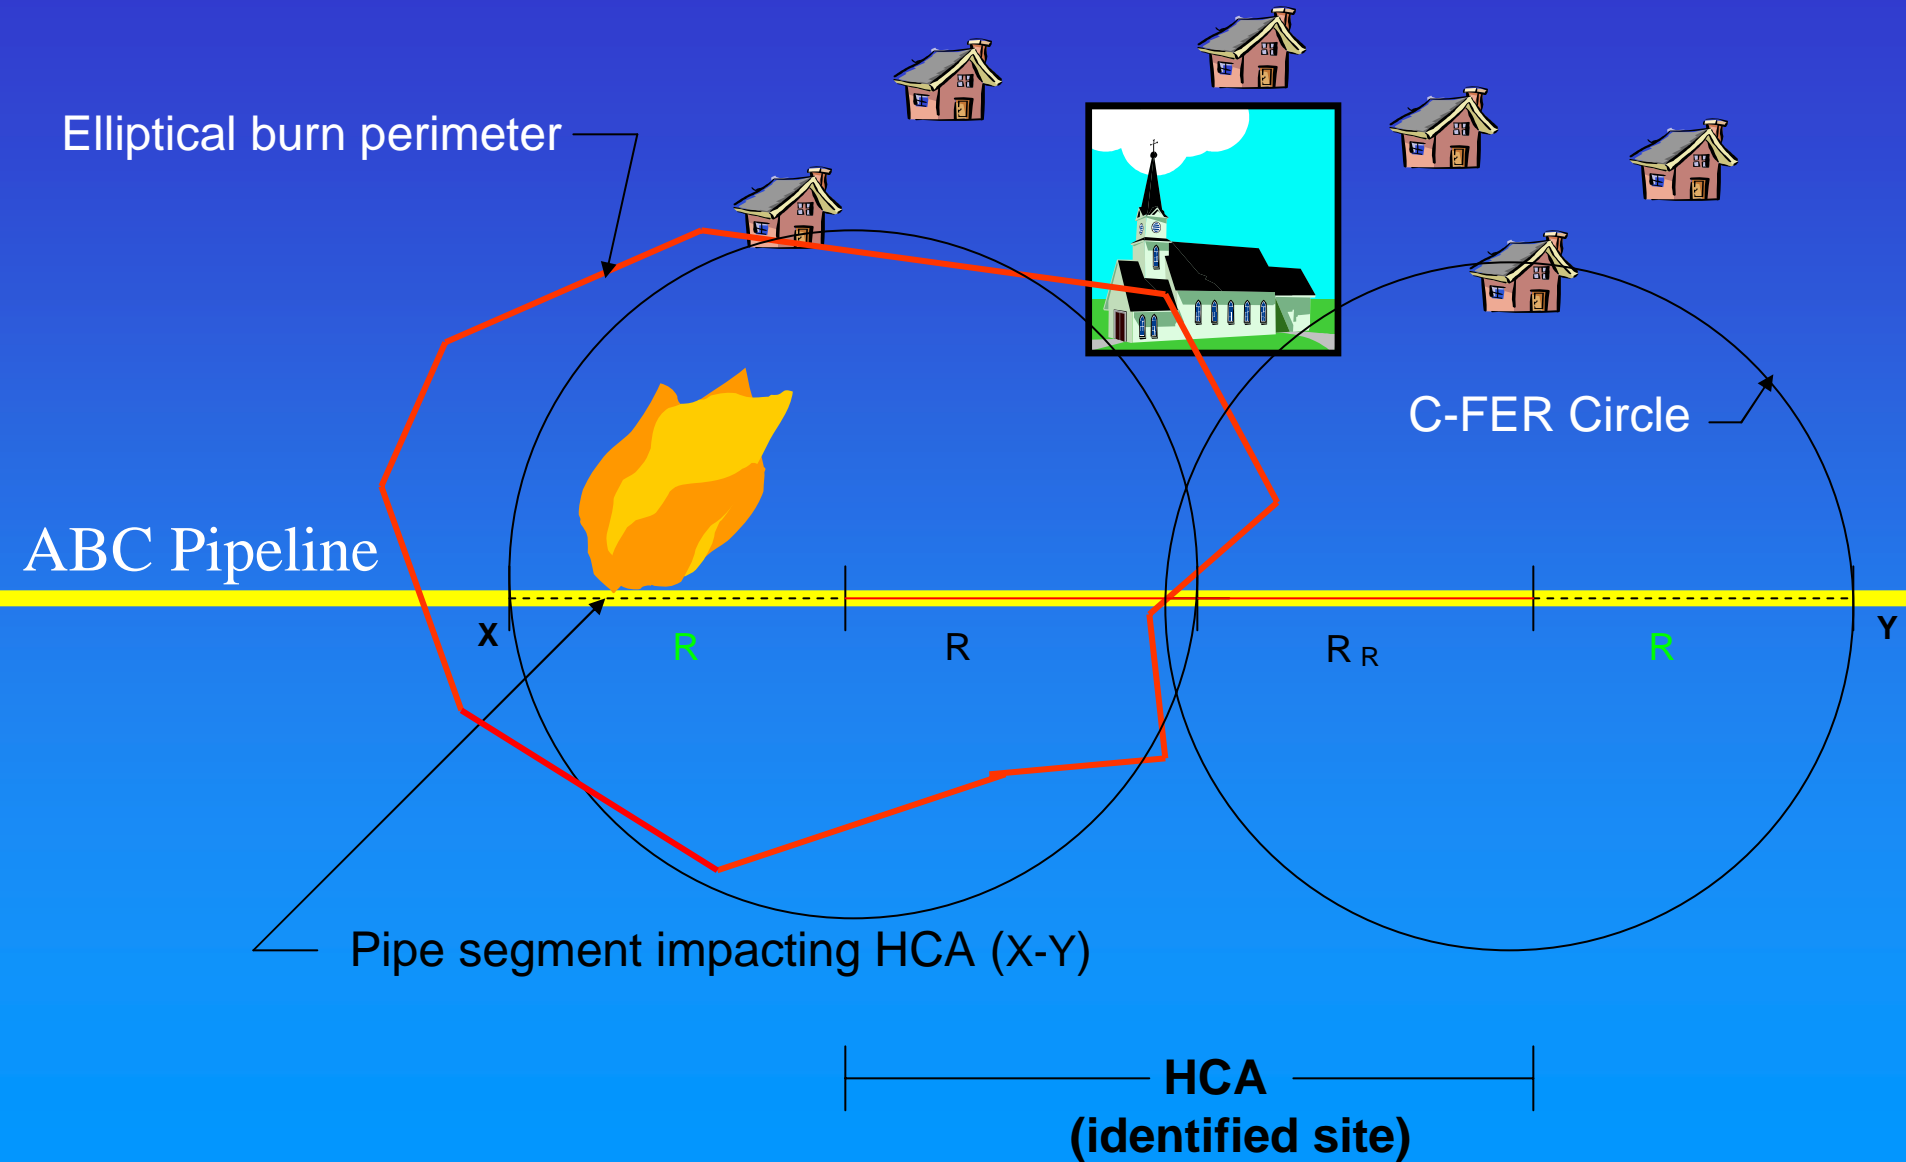 Elliptical burn perimeter
C-FER Circle
ABC Pipeline
X
R
R
R R
R
Y
Pipe segment impacting HCA (X-Y)
HCA
(identified site)